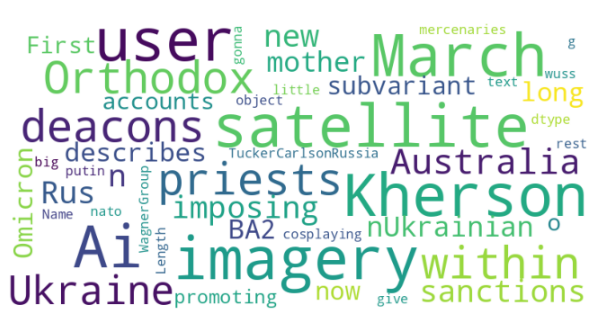 mercenaries g
First gonna user new March
Orthodox mother wuss
accounts little subvariant text long
deacons object satellite dtype
describes TuckerCarlsonRussia Australia rest
Omicron big putin n priests Kherson
Rus imposing nUkrainian o
Name nato WagnerGroup Ai BA2 cosplaying
Length imagery within
Ukraine promoting now give sanctions